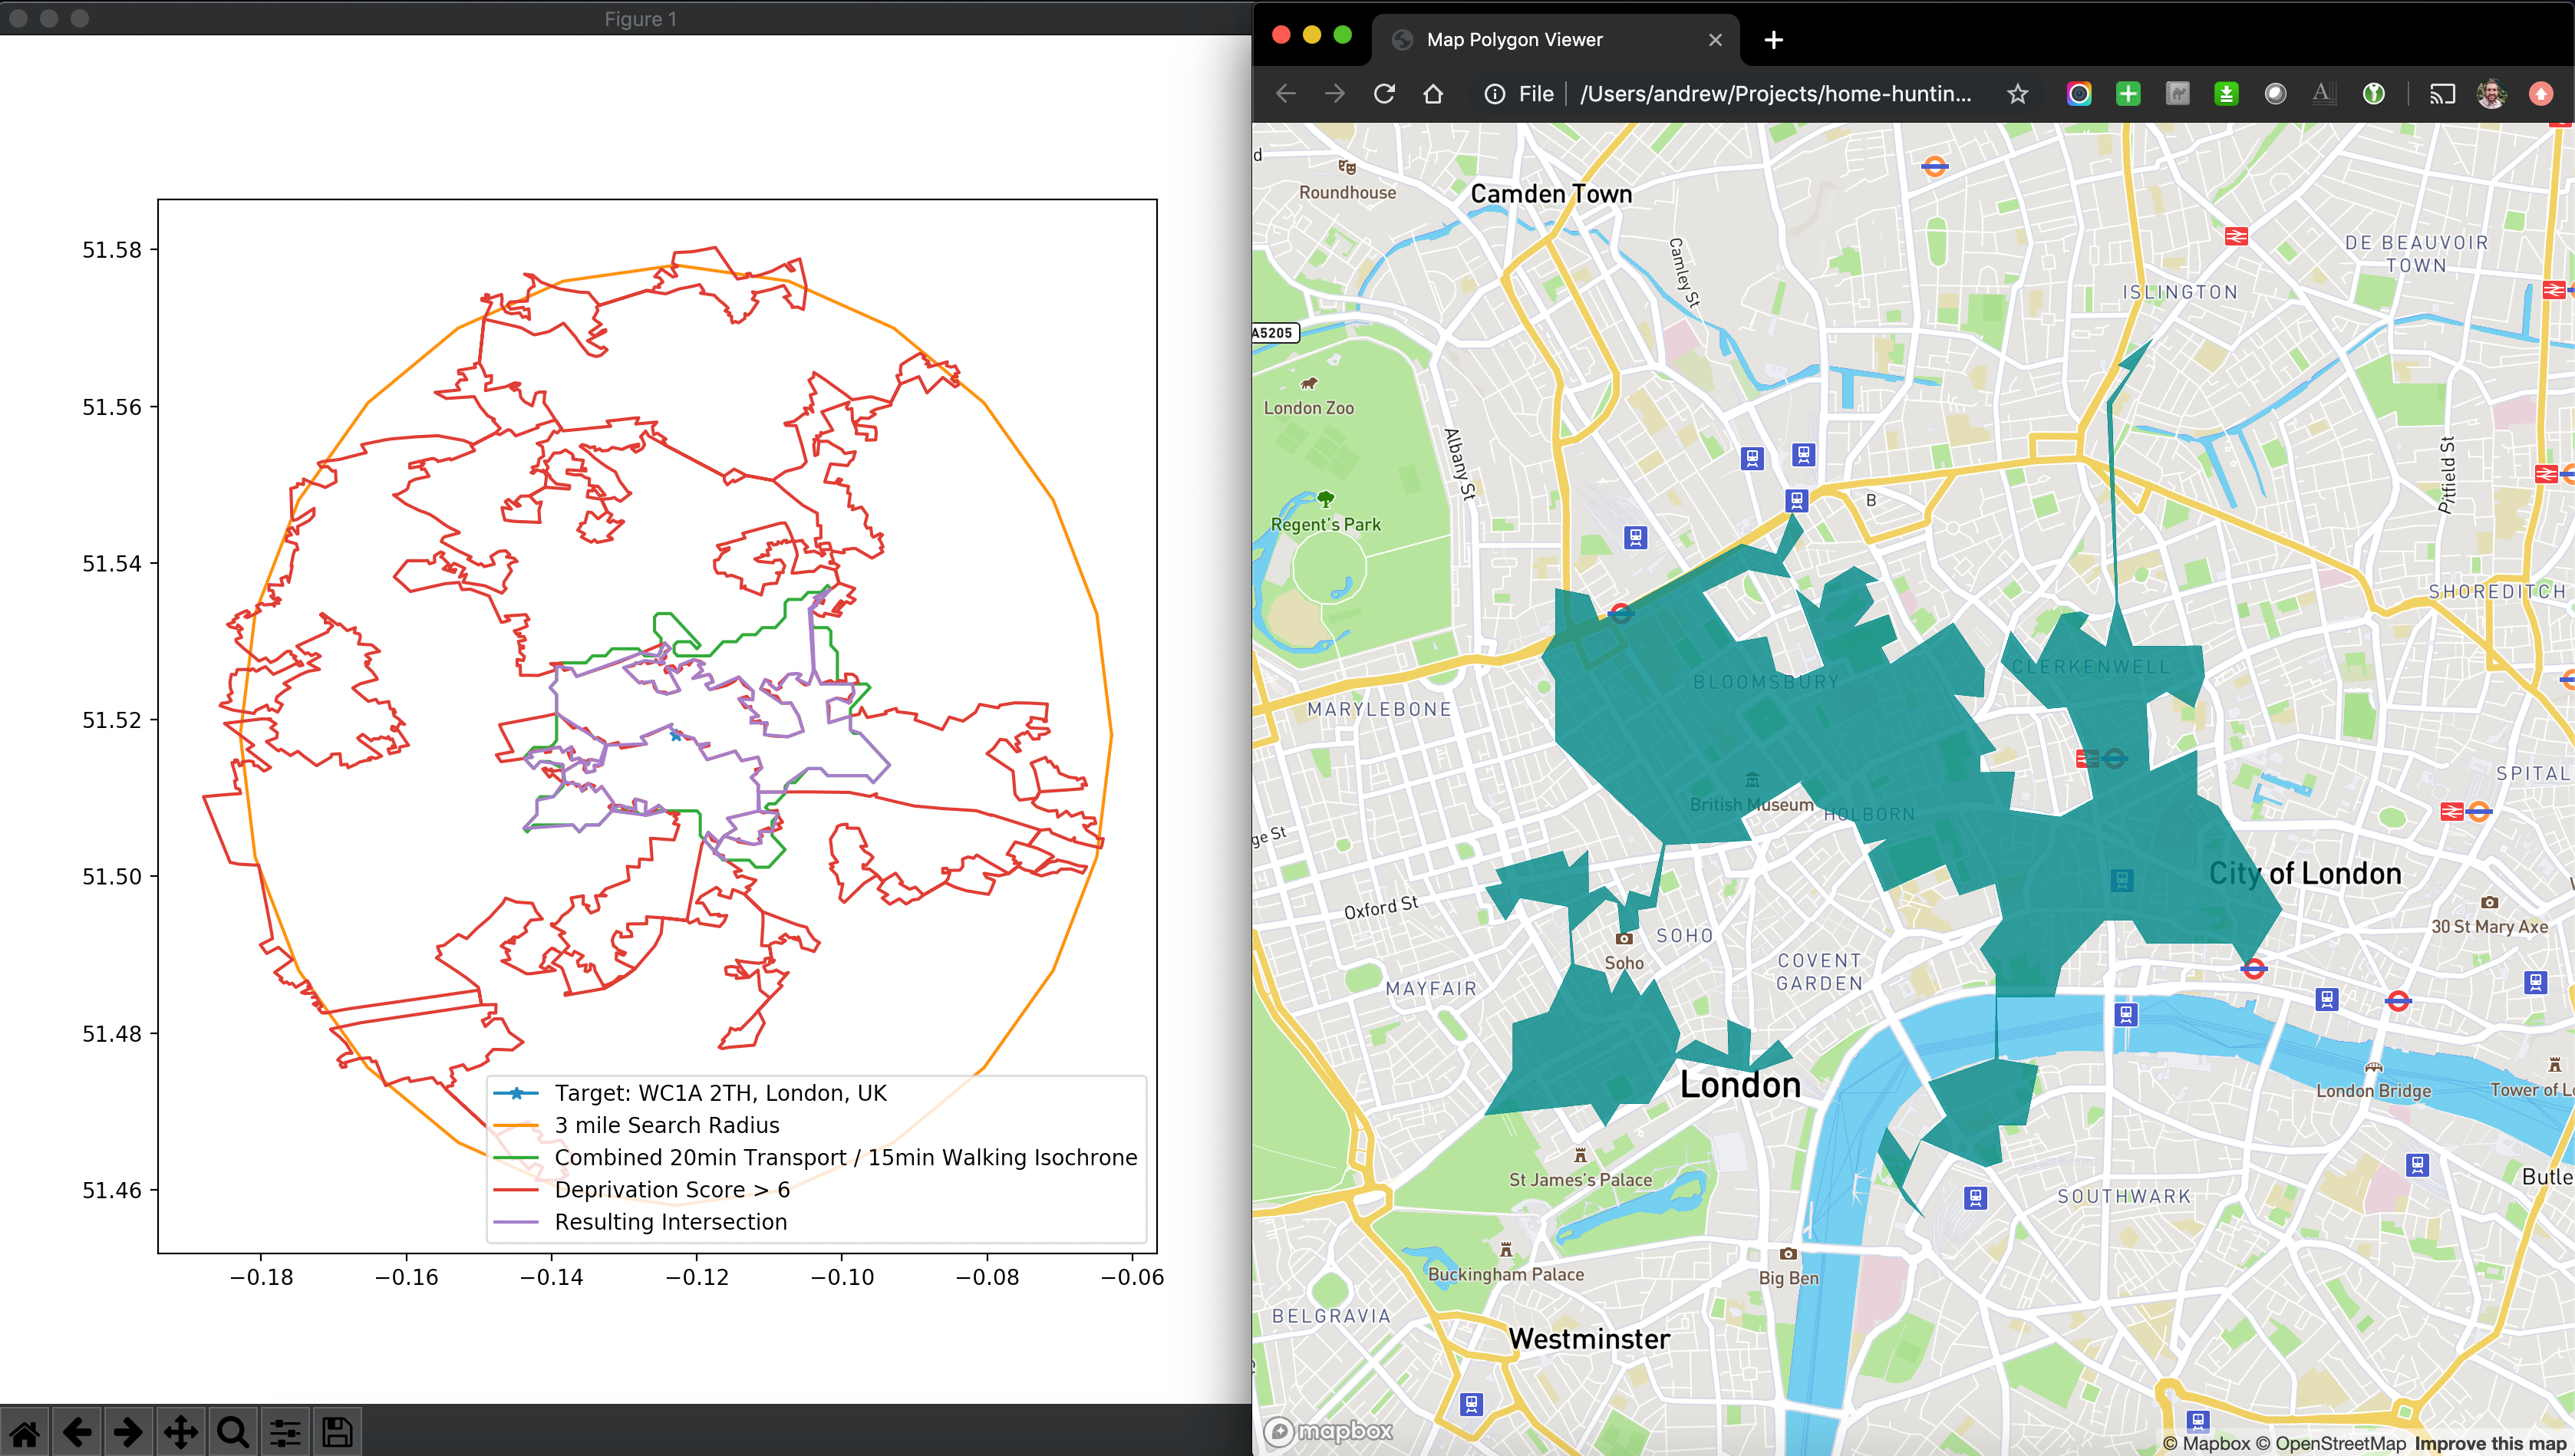 Figure 1
51.58
51.56
51.54
51.52
51.50
51.48
51.46
−0.18
−0.16
−0.14
−0.12
−0.10
−0.08
−0.06
Target: WC1A 2TH, London, UK
3 mile Search Radius
Combined 20min Transport / 15min Walking Isochrone
Deprivation Score > 6
Resulting Intersection
Map Polygon Viewer
File
/Users/andrew/Projects/home-huntin...
d
Roundhouse
Camden Town
Camley St
DE BEAUVOIR
TOWN
ISLINGTON
A5205
London Zoo
Albany St
Pitfield St
Regent's Park
B
SHOREDITCH
CLERKENWELL
BLOOMSBURY
MARYLEBONE
SPITAL
British Museum
HOLBORN
ge St
City of London
Oxford St
30 St Mary Axe
SOHO
Soho
COVENT
GARDEN
MAYFAIR
London
London Bridge
Tower of L
St James's Palace
Butle
SOUTHWARK
Buckingham Palace
Big Ben
BELGRAVIA
Westminster
mapbox
© Mapbox © OpenStreetMap Improve this map